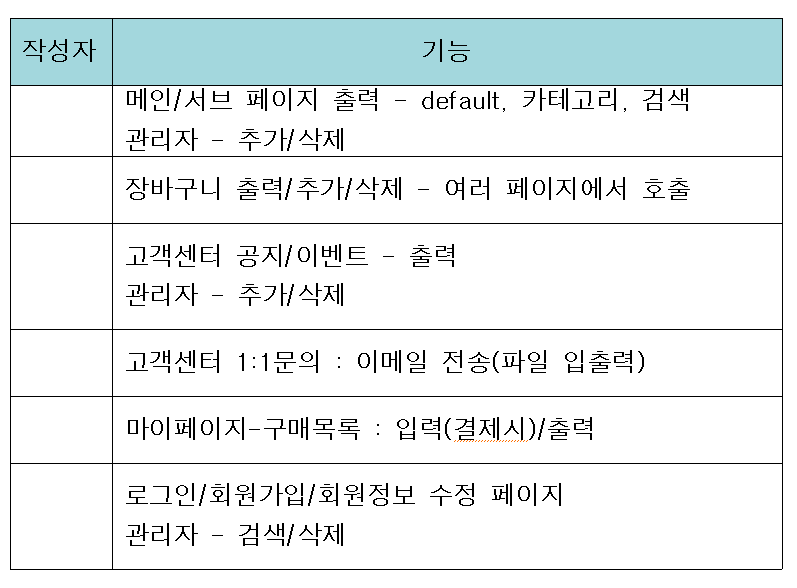 작성자 기능
메인/서브 페이지 출력 - default, 카테고리, 검색
관리자 - 추가/삭제
장바구니 출력/추가/삭제 - 여러 페이지에서 호출
고객센터 공지/이벤트 - 출력
관리자 - 추가/삭제
고객센터 1:1문의 : 이메일 전송(파일 입출력)
마이페이지-구매목록 : 입력(결제시)/출력
로그인/회원가입/회원정보 수정 페이지
관리자 - 검색/삭제